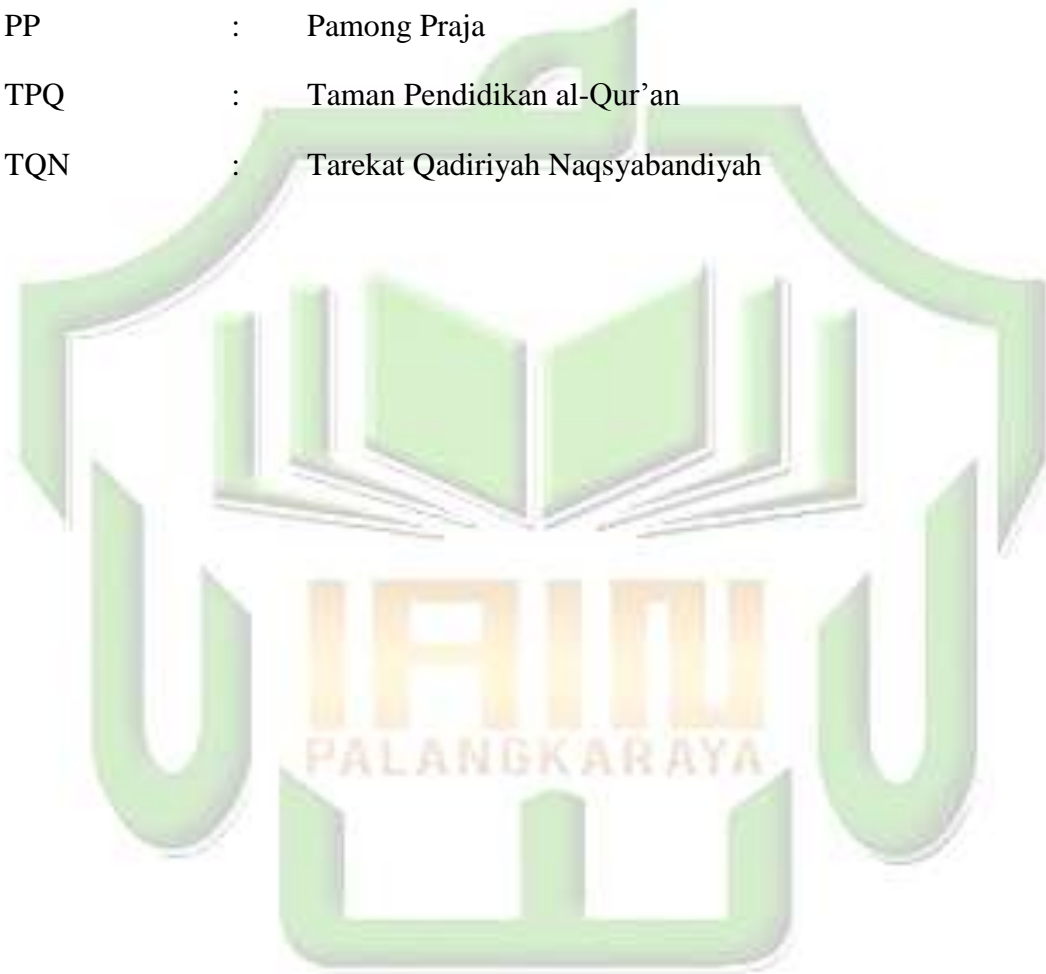 PP : Pamong Praja
TPQ : Taman Pendidikan al-Qur’an
TQN : Tarekat Qadiriyah Naqsyabandiyah
IAIN
PALANGKARAYA